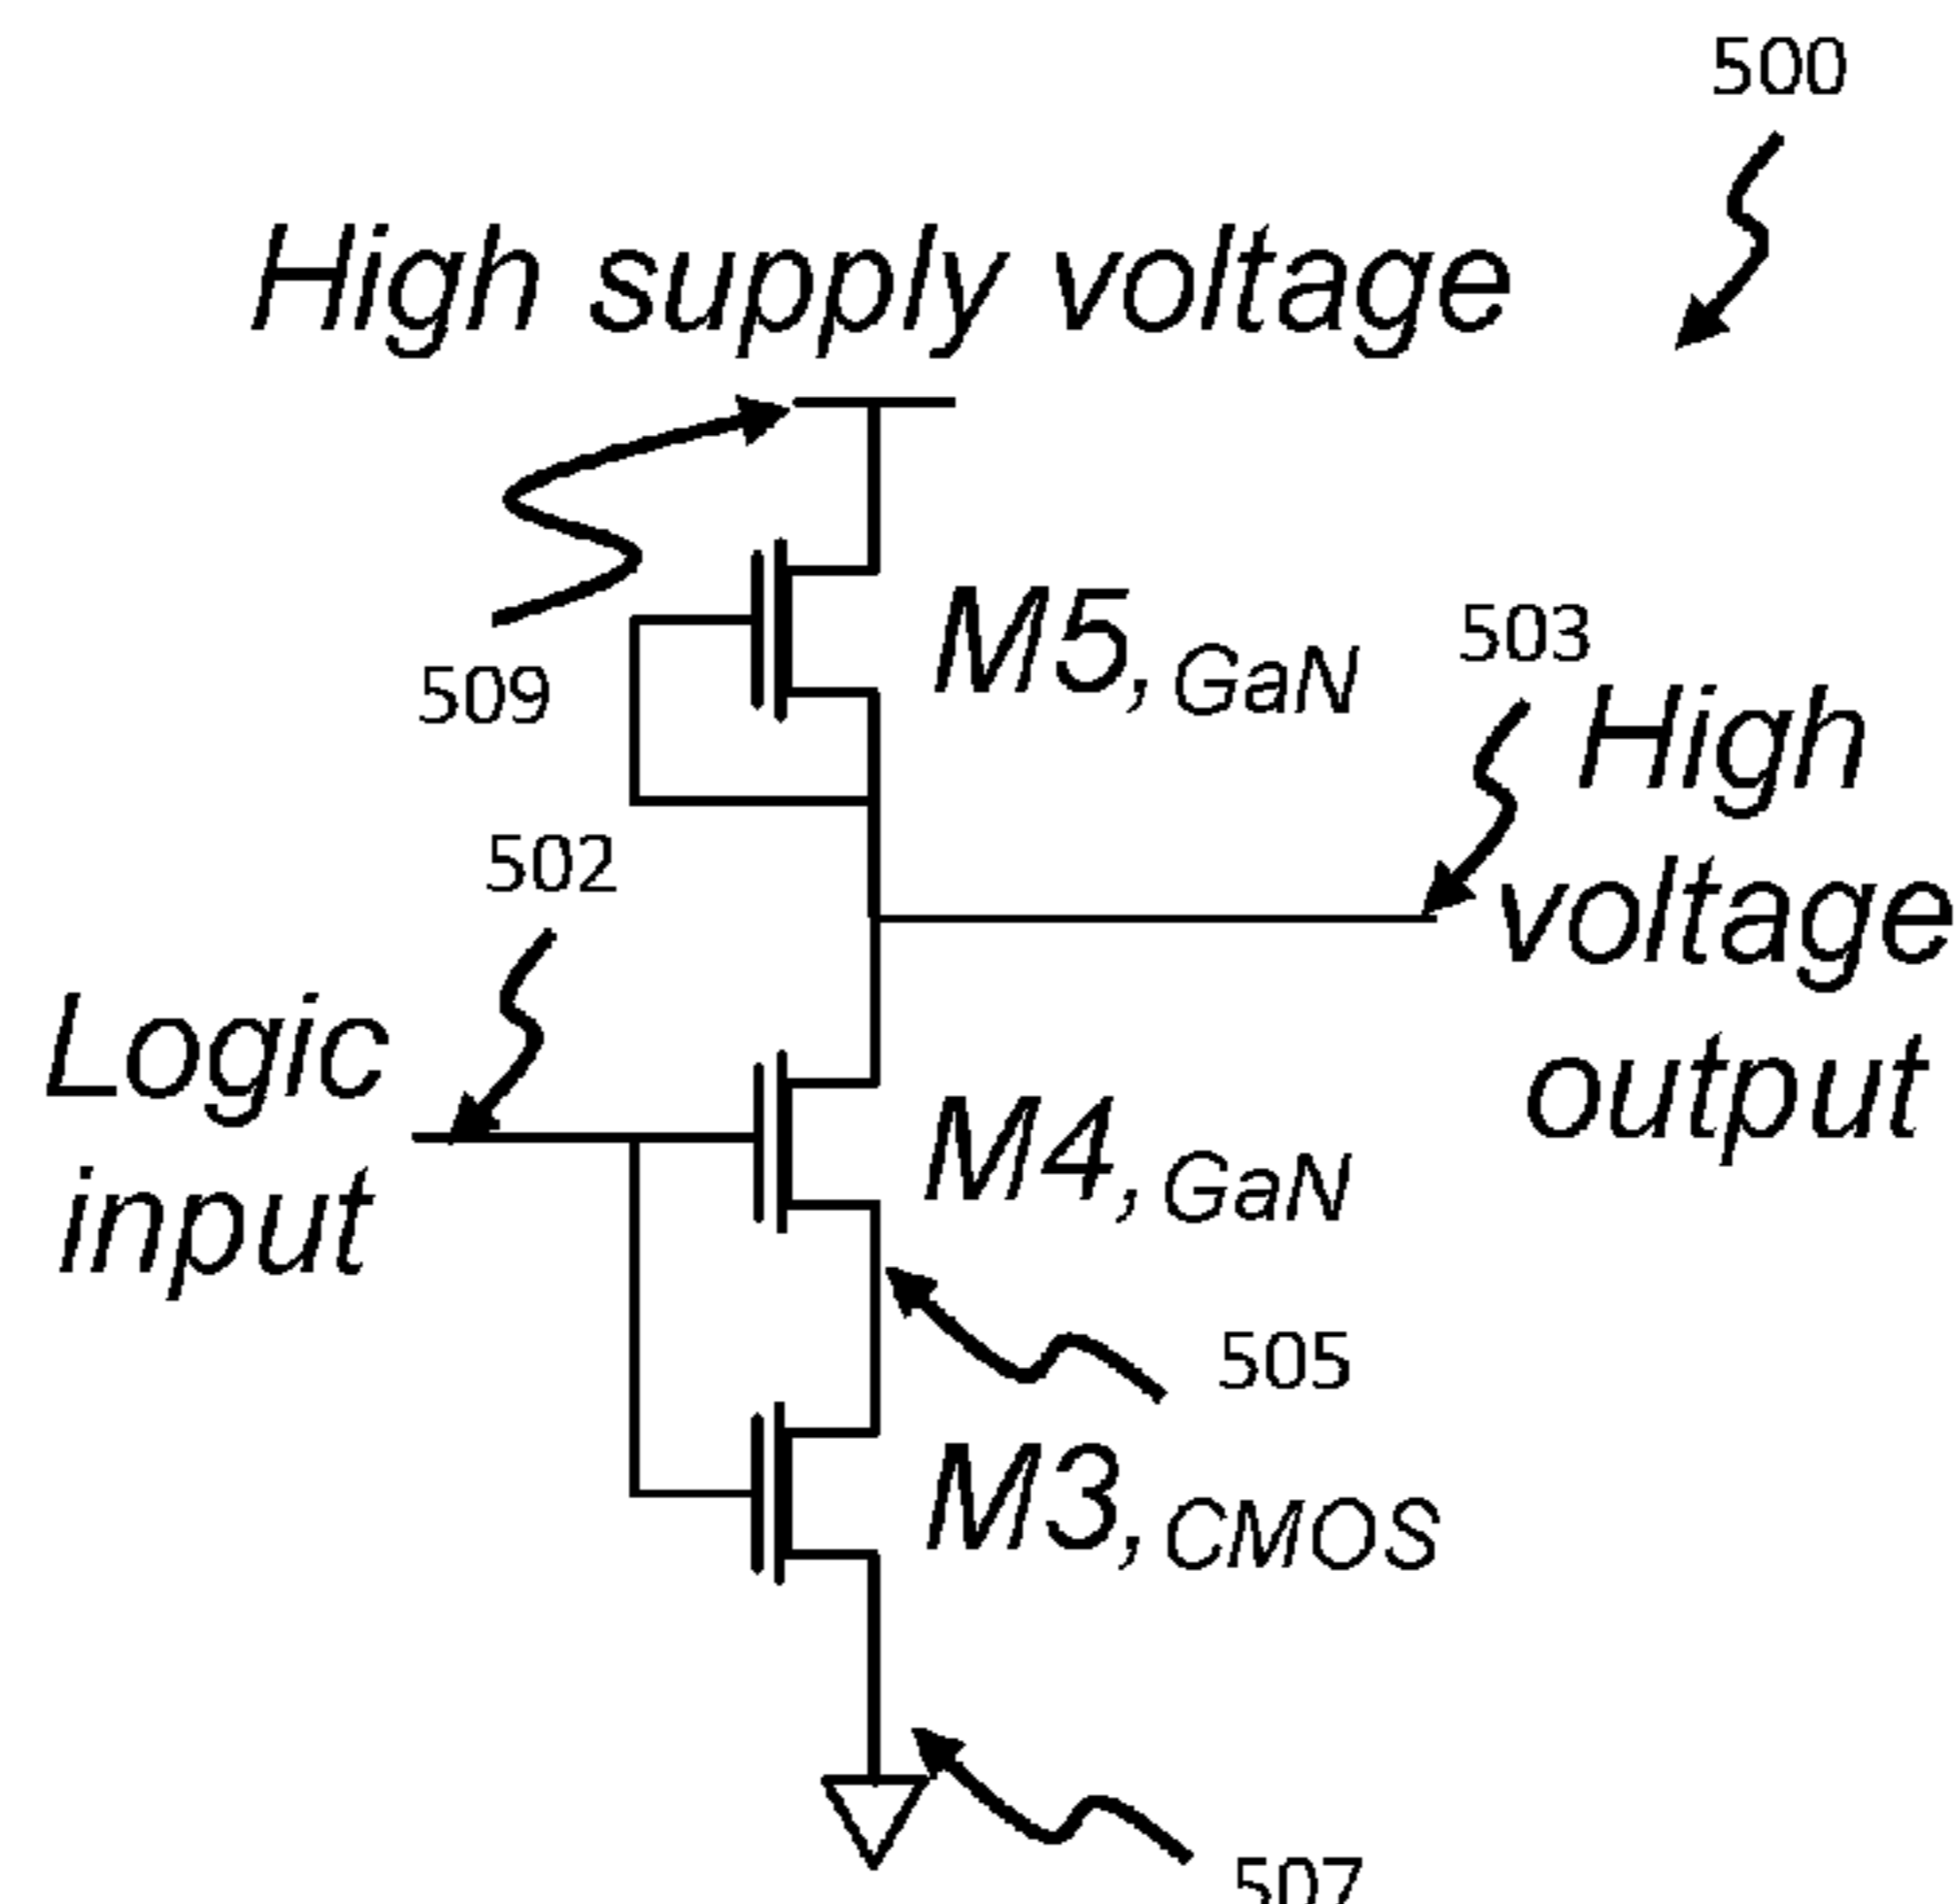 500
High supply voltage
M5,GaN
509
503
High
voltage
output
502
Logic
input
M4,GaN
505
M3,CMOS
507